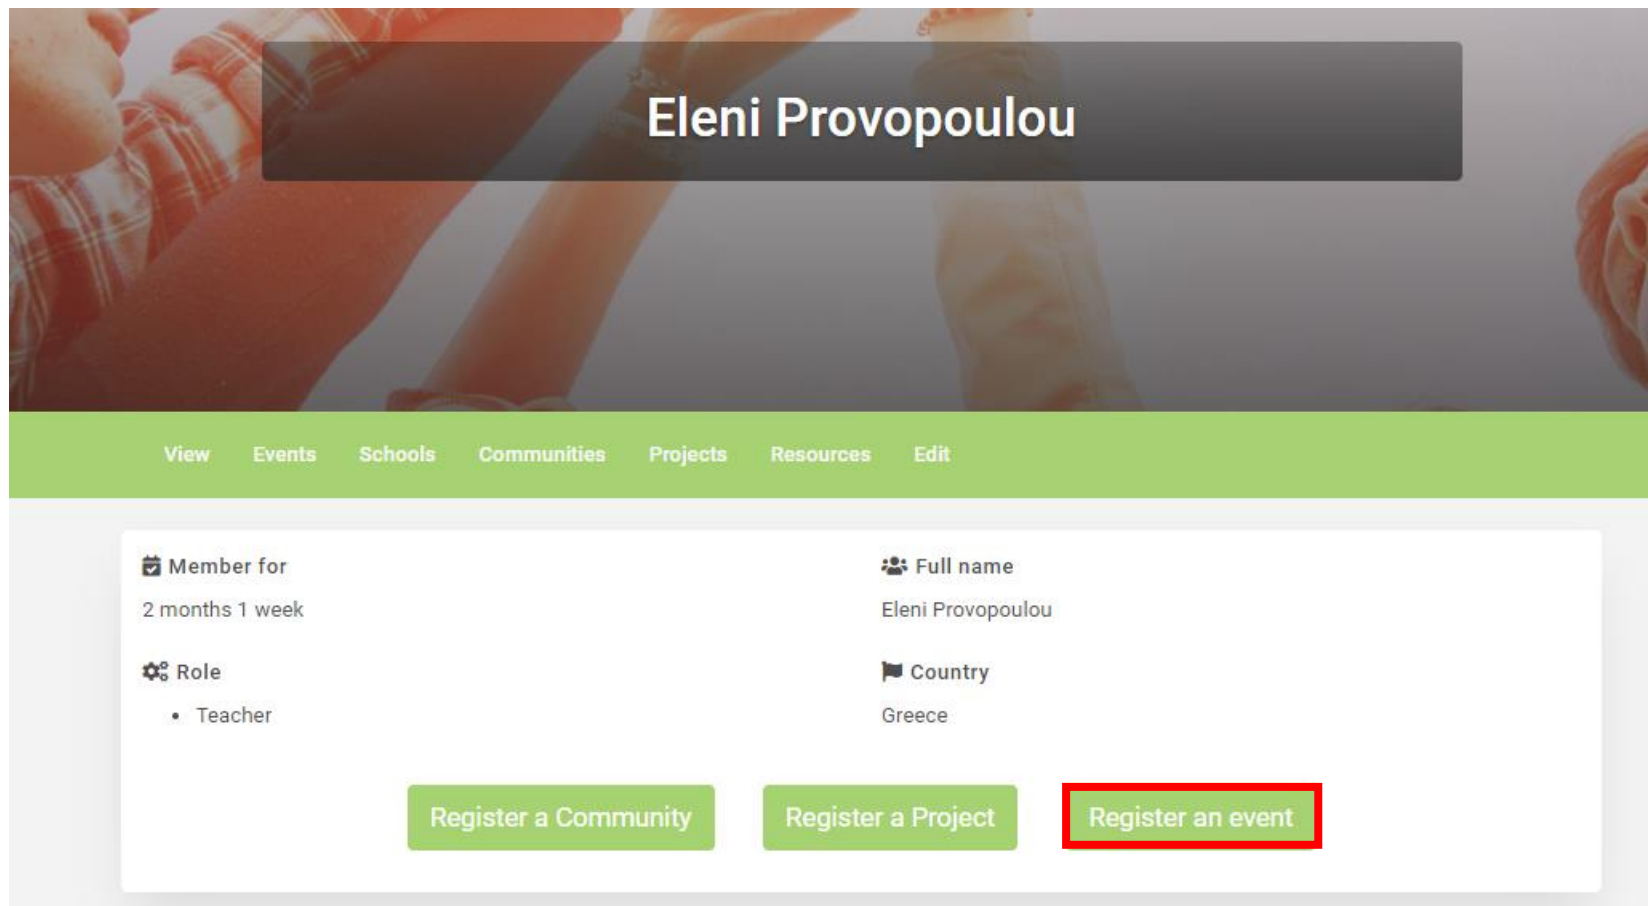 Eleni Provopoulou
View Events Schools Communities Projects Resources Edit
Member for
2 months 1 week
Full name
Eleni Provopoulou
Role
• Teacher
Country
Greece
Register a Community Register a Project Register an event